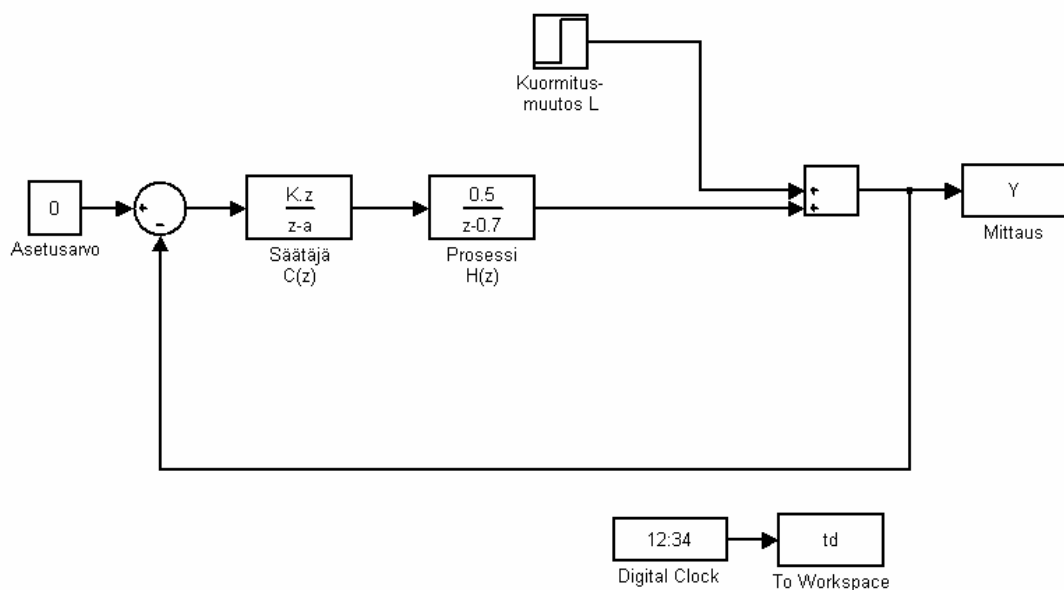 Kuormitus-
muutos L
0
Asetusarvo
K.z
z-a
Säätäjä
C(z)
0.5
z-0.7
Prosessi
H(z)
Y
Mittaus
12:34
Digital Clock
td
To Workspace